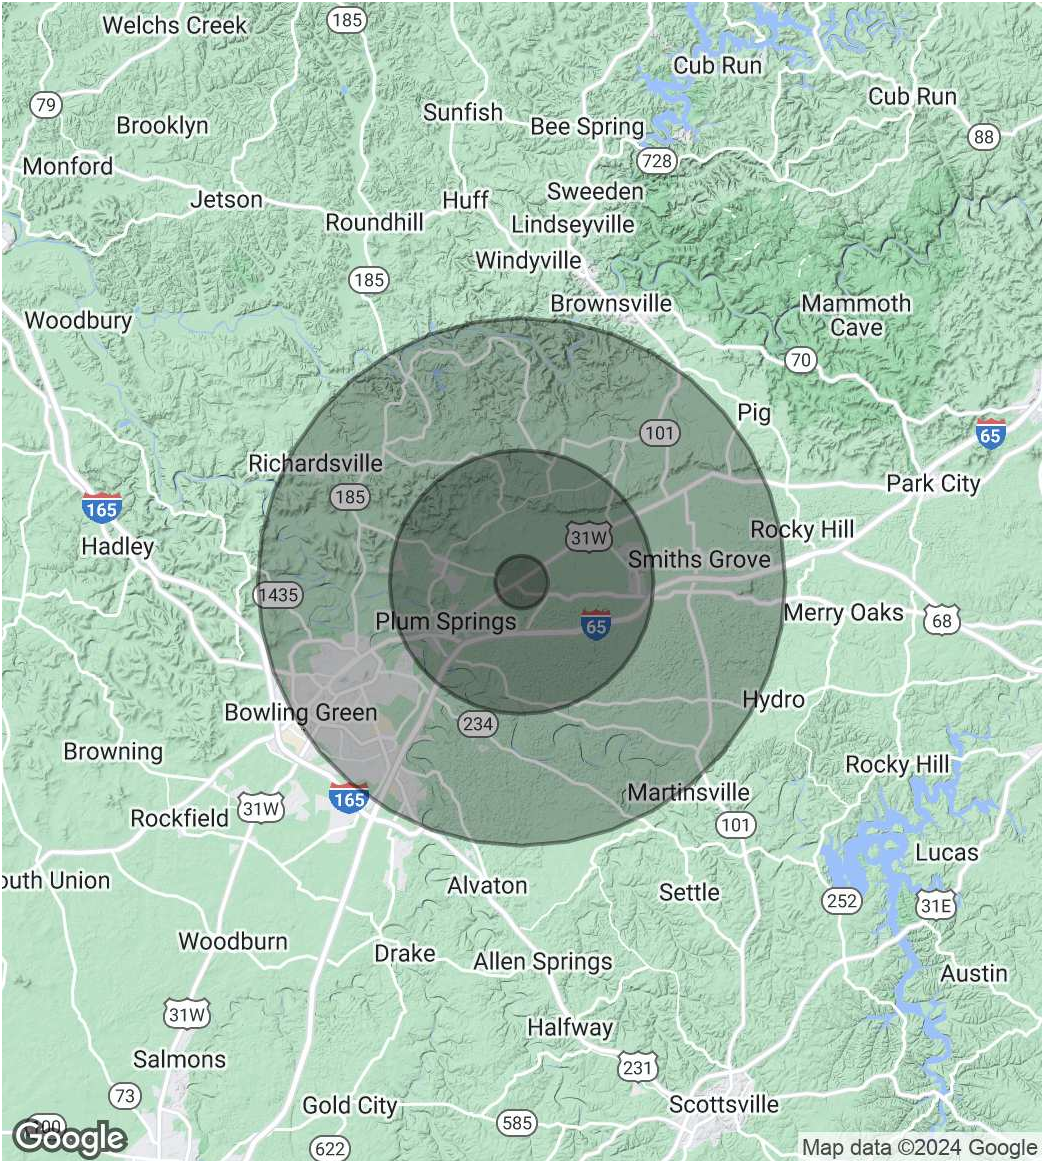 Welchs Creek
185
Cub Run
79
Cub Run
Sunfish
Brooklyn
Bee Spring
88
Monford
728
Jetson
Huff
Sweeden
Roundhill
Lindseyville
Windyville
185
Brownsville
Mammoth
Cave
Woodbury
70
Pig
101
65
Richardsville
185
Park City
165
31W
Rocky Hill
Hadley
Smiths Grove
1435
Plum Springs
65
Merry Oaks
68
Hydro
Bowling Green
234
Browning
Rocky Hill
165
Martinsville
31W
Rockfield
101
Lucas
outh Union
Alvaton
Settle
252
31E
Woodburn
Drake
Allen Springs
Austin
31W
Halfway
Salmons
231
73
Gold City
Scottsville
585
Google
622
Map data ©2024 Google